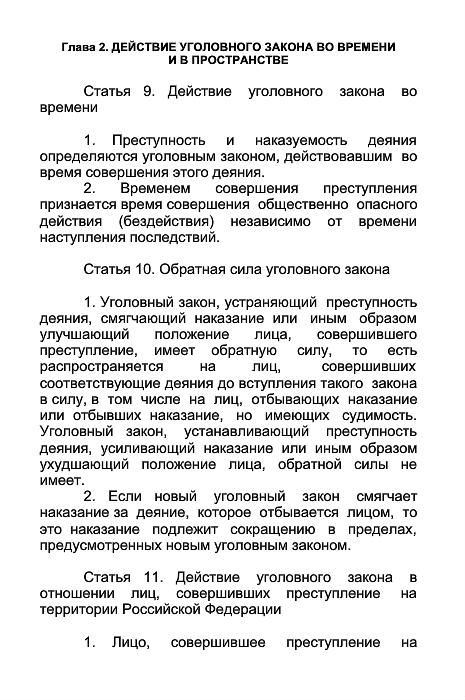 Глава 2. ДЕЙСТВИЕ УГОЛОВНОГО ЗАКОНА ВО ВРЕМЕНИ
И В ПРОСТРАНСТВЕ
Статья 9. Действие уголовного закона во
времени
1. Преступность и наказуемость деяния
определяются уголовным законом, действовавшим во
время совершения этого деяния.
2. Временем совершения преступления
признается время совершения общественно опасного
действия (бездействия) независимо от времени
наступления последствий.
Статья 10. Обратная сила уголовного закона
1. Уголовный закон, устраняющий преступность
деяния, смягчающий наказание или иным образом
улучшающий положение лица, совершившего
преступление, имеет обратную силу, то есть
распространяется на лиц, совершивших
соответствующие деяния до вступления такого закона
в силу, в том числе на лиц, отбывающих наказание
или отбывших наказание, но имеющих судимость.
Уголовный закон, устанавливающий преступность
деяния, усиливающий наказание или иным образом
ухудшающий положение лица, обратной силы не
имеет.
2. Если новый уголовный закон смягчает
наказание за деяние, которое отбывается лицом, то
это наказание подлежит сокращению в пределах,
предусмотренных новым уголовным законом.
Статья 11. Действие уголовного закона в
отношении лиц, совершивших преступление на
территории Российской Федерации
1. Лицо, совершившее преступление на